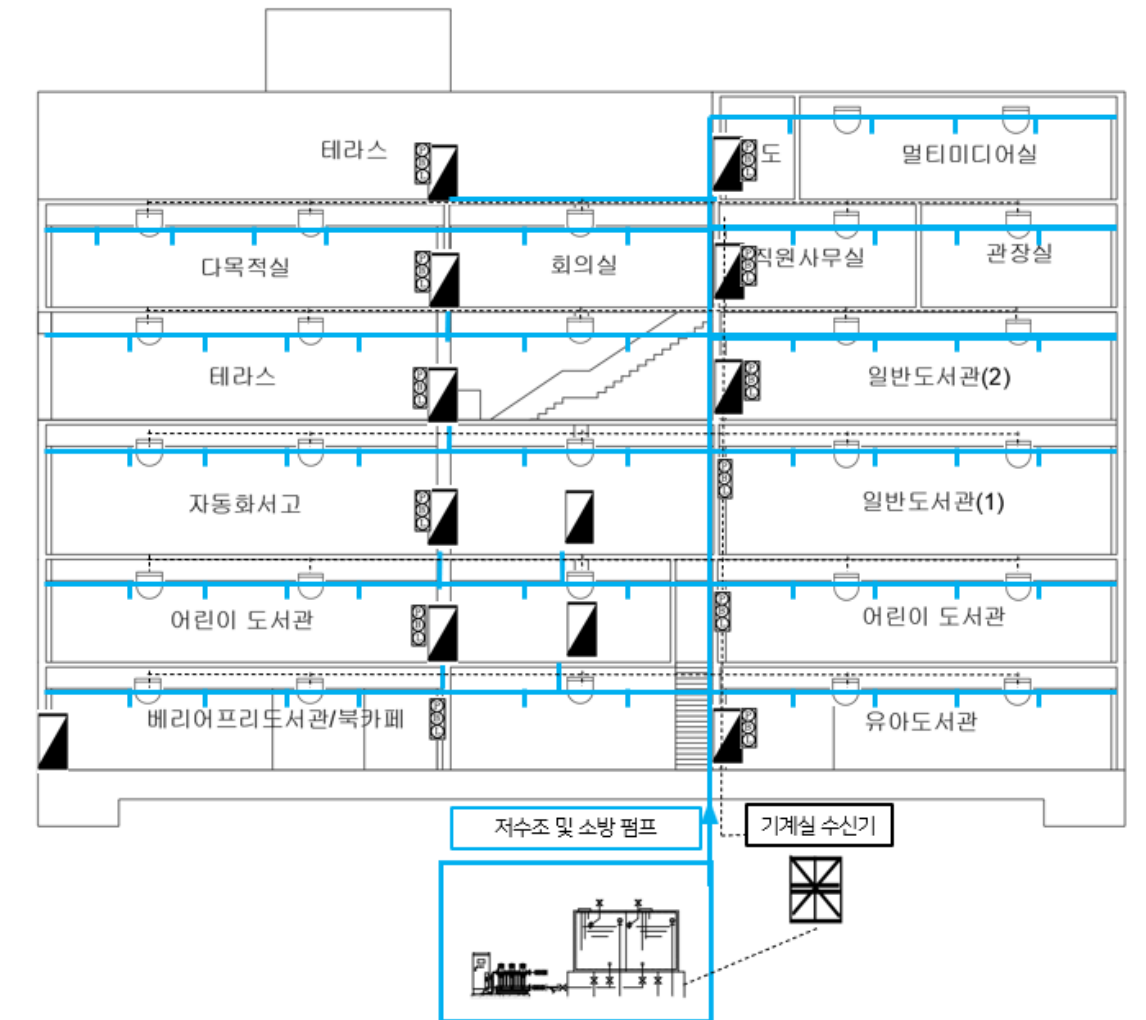 테라스
도
멀티미디어실
다목적실
회의실
직원사무실
관장실
테라스
일반도서관(2)
자동화서고
일반도서관(1)
어린이 도서관
어린이 도서관
베리어프리도서관/북카페
유아도서관
저수조 및 소방 펌프
기계실 수신기